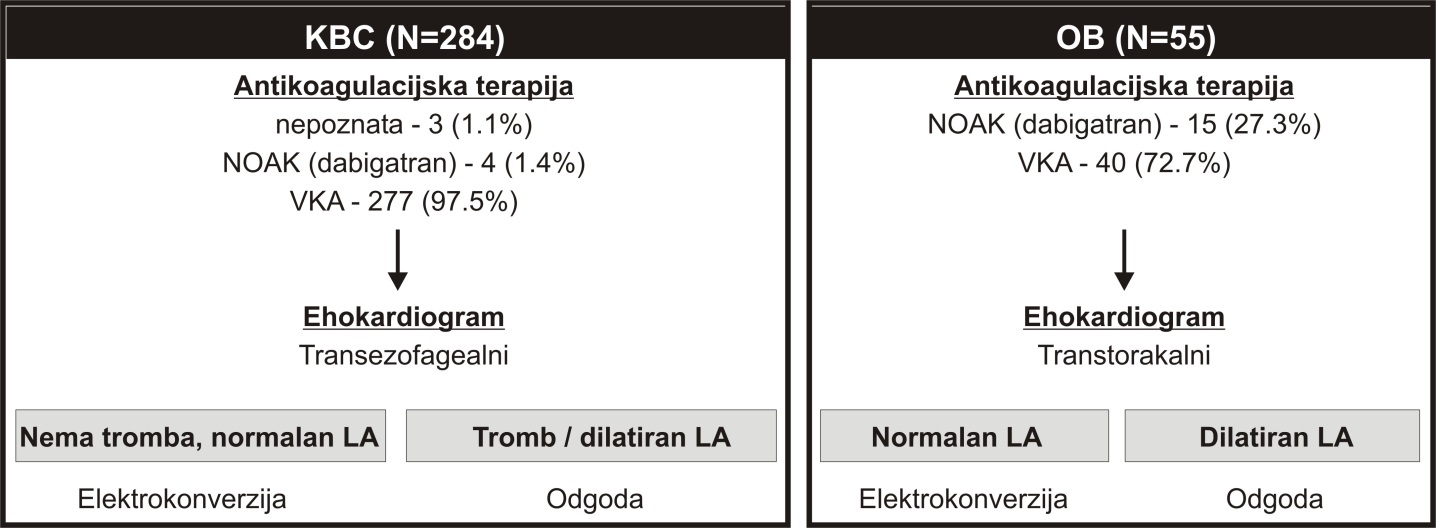 KBC (N=284)
Antikoagulacijska terapija
nepoznata - 3 (1.1%)
NOAK (dabigatran) - 4 (1.4%)
VKA - 277 (97.5%)
Ehokardiogram
Transezofagealni
Nema tromba, normalan LA
Tromb / dilatiran LA
Elektrokonverzija
Odgoda
OB (N=55)
Antikoagulacijska terapija
NOAK (dabigatran) - 15 (27.3%)
VKA - 40 (72.7%)
Ehokardiogram
Transtorakalni
Normalan LA
Dilatiran LA
Elektrokonverzija
Odgoda